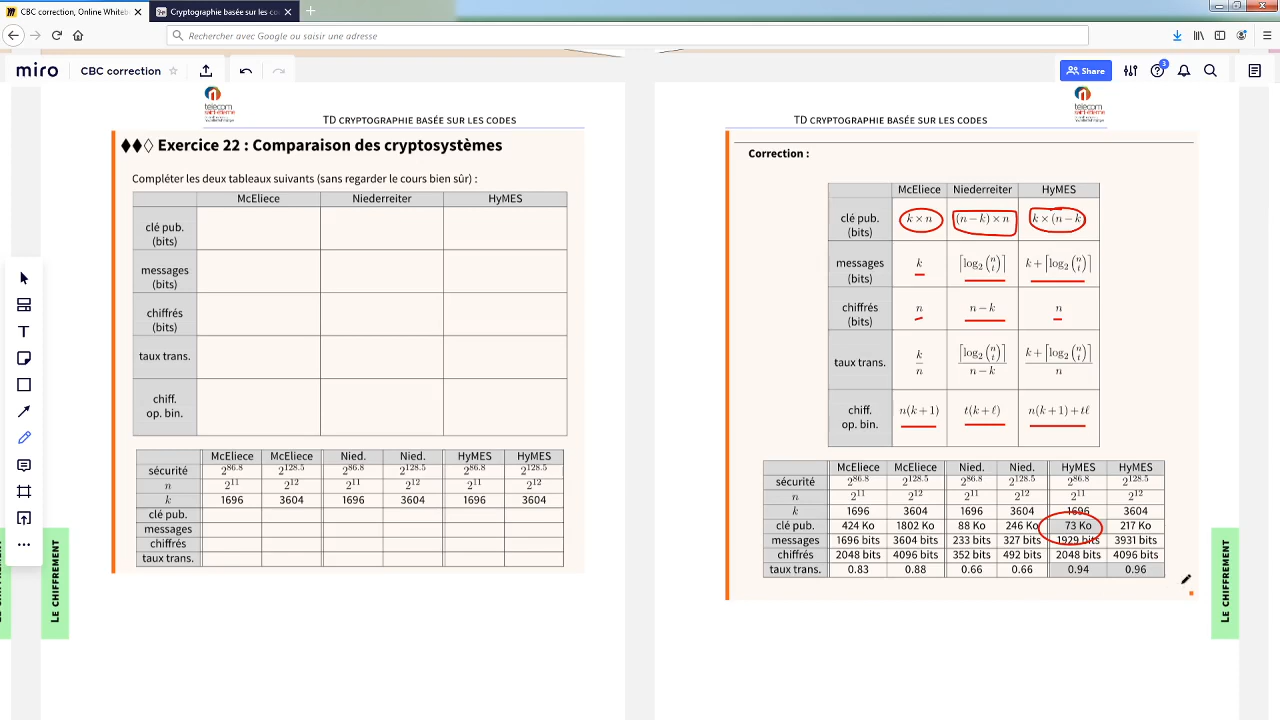 CBC correction, Online Whiteb
Cryptographie basée sur les co
Rechercher avec Google ou saisir une adresse
miro
CBC correction
Share
3
télécom
saint-étienne
TD CRYPTOGRAPHIE BASÉE SUR LES CODES
Exercice 22 : Comparaison des cryptosystèmes
Compléter les deux tableaux suivants (sans regarder le cours bien sûr) :
McEliece Niederreiter HyMES
clé pub.
(bits)
messages
(bits)
chiffrés
(bits)
taux trans.
chiff.
op. bin.
McEliece McEliece Nied. Nied. HyMES HyMES
sécurité 2^86.8 2^128.5 2^86.8 2^128.5 2^86.8 2^128.5
n 2^11 2^12 2^11 2^12 2^11 2^12
k 1696 3604 1696 3604 1696 3604
clé pub.
messages
chiffrés
taux trans.
LE CHIFFREMENT
télécom
saint-étienne
TD CRYPTOGRAPHIE BASÉE SUR LES CODES
Correction :
McEliece Niederreiter HyMES
clé pub. (bits) k × n (n − k) × n k × (n − k
messages (bits) k ⌈log₂(n t)⌉ k + ⌈log₂(n t)⌉
chiffrés (bits) n n − k n
taux trans. k/n ⌈log₂(n t)⌉/n − k k + ⌈log₂(n t)⌉/n
chiff. op. bin. n(k + 1) t(k + ℓ) n(k + 1) + tℓ
McEliece McEliece Nied. Nied. HyMES HyMES
sécurité 2^86.8 2^128.5 2^86.8 2^128.5 2^86.8 2^128.5
n 2^11 2^12 2^11 2^12 2^11 2^12
k 1696 3604 1696 3604 1696 3604
clé pub. 424 Ko 1802 Ko 88 Ko 246 Ko 73 Ko 217 Ko
messages 1696 bits 3604 bits 233 bits 327 bits 1929 bits 3931 bits
chiffrés 2048 bits 4096 bits 352 bits 492 bits 2048 bits 4096 bits
taux trans. 0.83 0.88 0.66 0.66 0.94 0.96
LE CHIFFREMENT